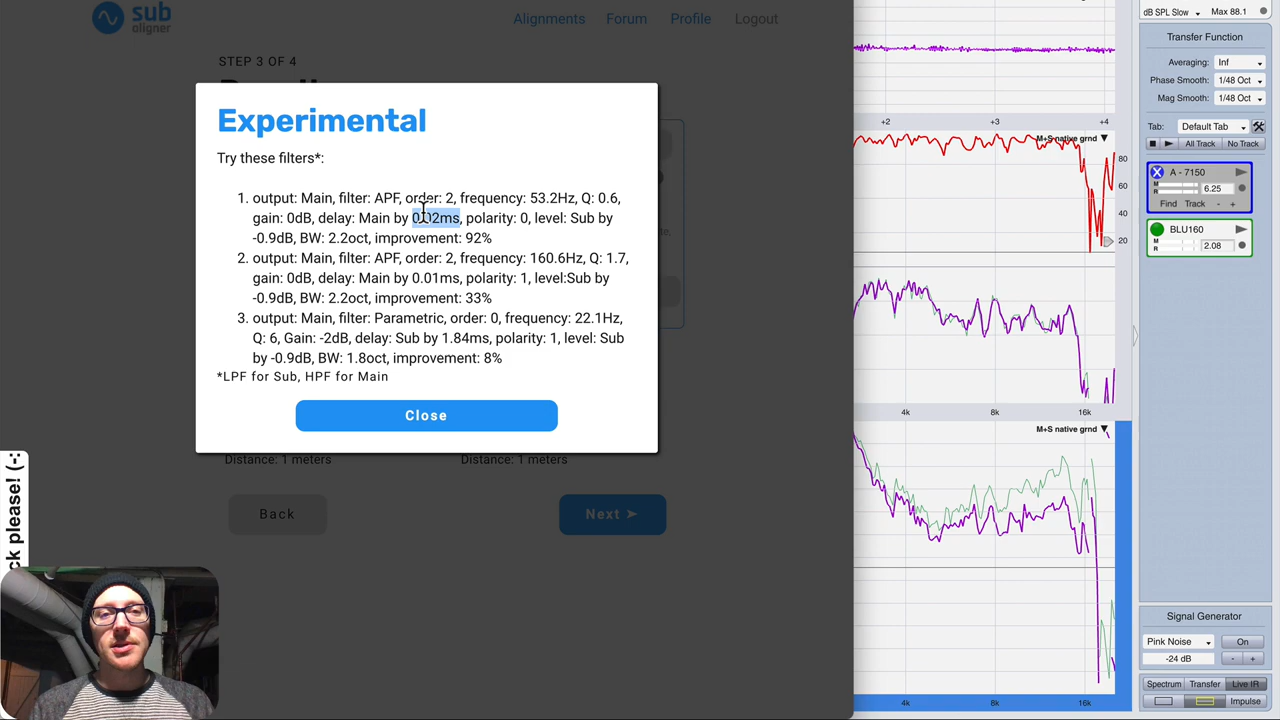 sub
aligner
Alignments
Forum
Profile
Logout
STEP 3 OF 4
Experimental
Try these filters*:
1. output: Main, filter: APF, order: 2, frequency: 53.2Hz, Q: 0.6,
gain: 0dB, delay: Main by 0.02ms, polarity: 0, level: Sub by
-0.9dB, BW: 2.2oct, improvement: 92%
2. output: Main, filter: APF, order: 2, frequency: 160.6Hz, Q: 1.7,
gain: 0dB, delay: Main by 0.01ms, polarity: 1, level:Sub by
-0.9dB, BW: 2.2oct, improvement: 33%
3. output: Main, filter: Parametric, order: 0, frequency: 22.1Hz,
Q: 6, Gain: -2dB, delay: Sub by 1.84ms, polarity: 1, level: Sub
by -0.9dB, BW: 1.8oct, improvement: 8%
*LPF for Sub, HPF for Main
Close
Distance: 1 meters
Distance: 1 meters
Back
Next ➤
ck please! (-:
dB SPL Slow
Max 88.1
Transfer Function
Averaging: Inf
Phase Smooth: 1/48 Oct
Mag Smooth: 1/48 Oct
Tab: Default Tab
All Track
No Track
A - 7150
M
R
6.25
Find Track - +
BLU160
M
R
2.08
+2
+3
+4
M+S native grnd
80
60
40
20
4k
8k
16k
M+S native grnd
4k
8k
16k
Signal Generator
Pink Noise
On
-24 dB
- +
Spectrum
Transfer
Live IR
Impulse